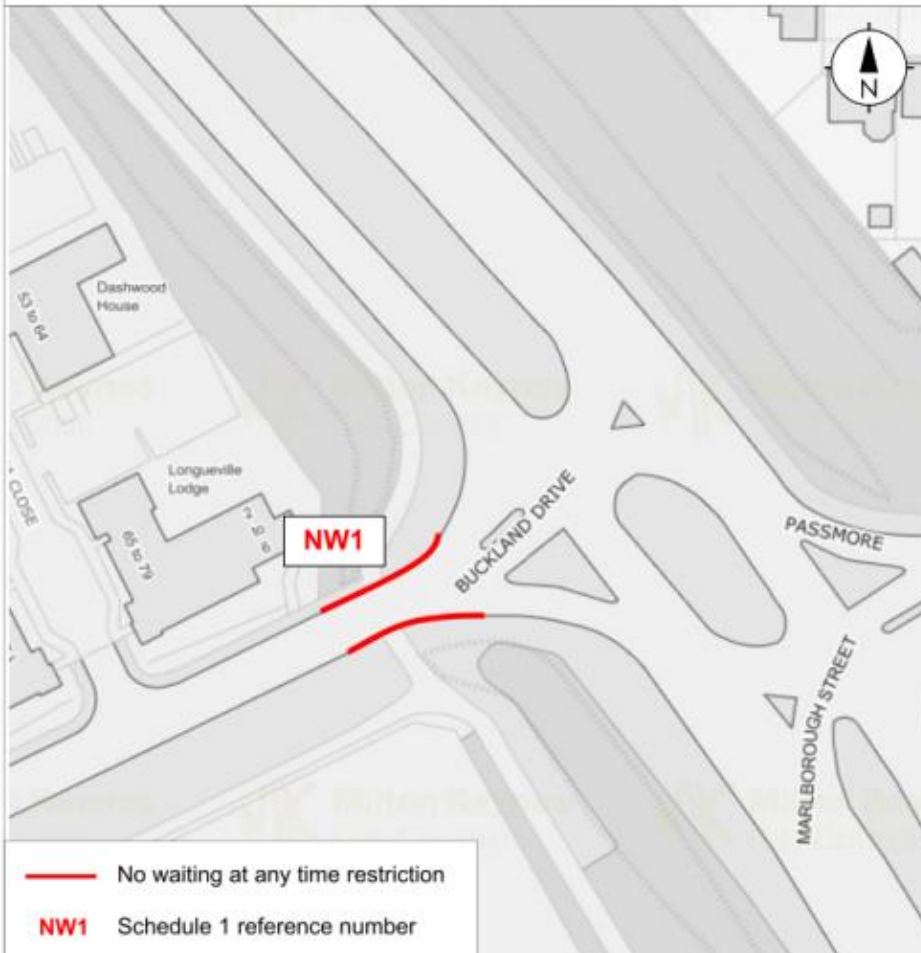 N
Dashwood
House
53 to 64
Longueville
Lodge
CLOSE
65 to 79
NW1
BUCKLAND DRIVE
PASSMORE
MARLBOROUGH STREET
No waiting at any time restriction
NW1 Schedule 1 reference number